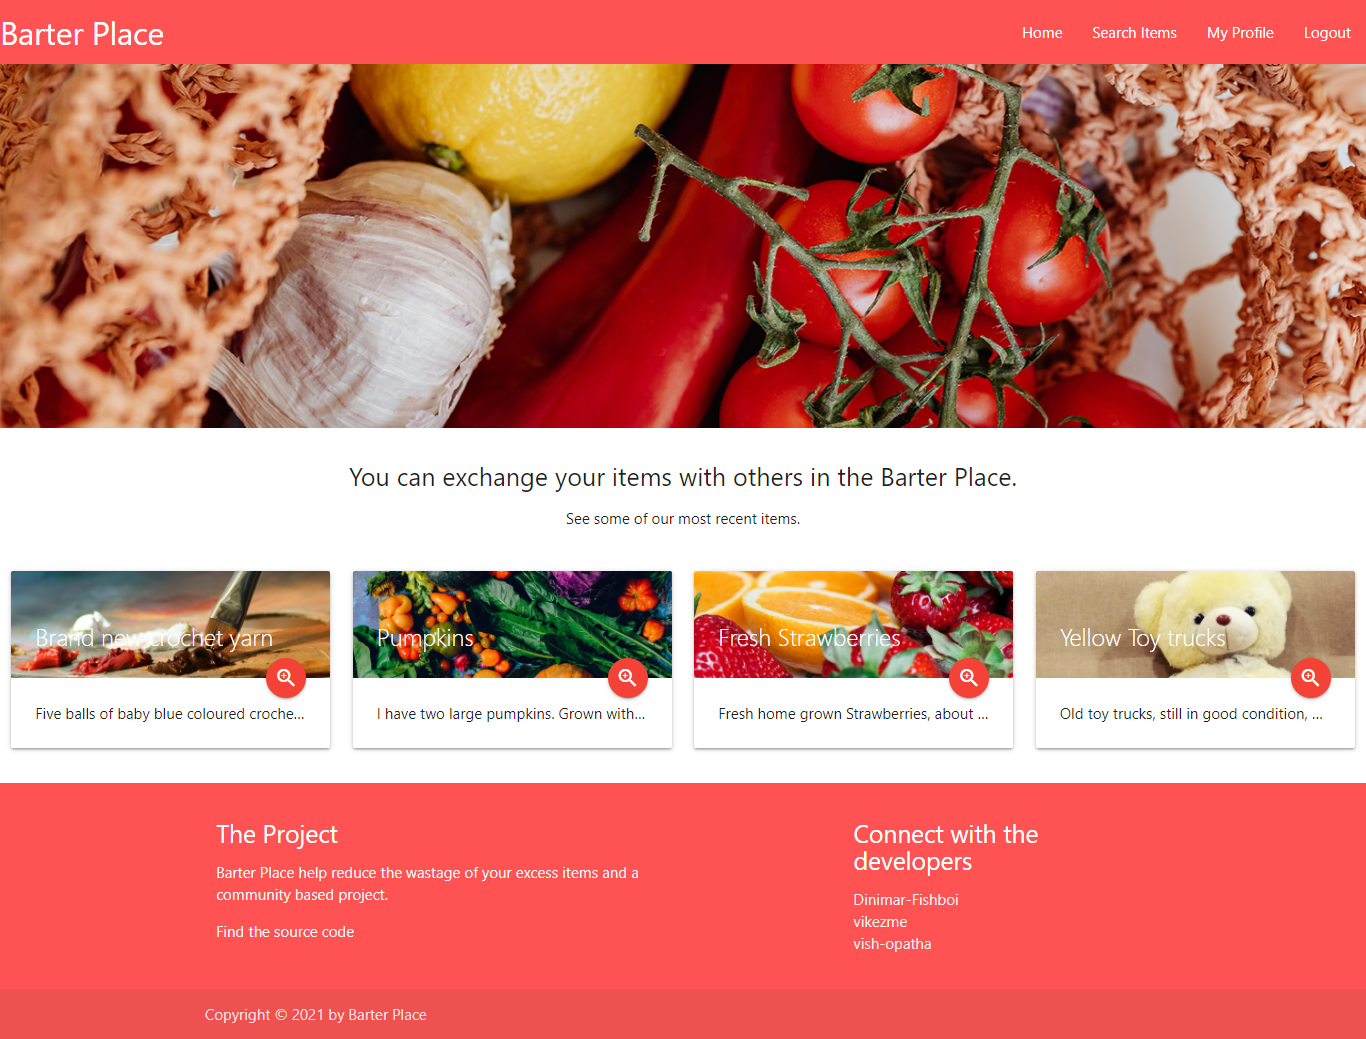 Barter Place
Home Search Items My Profile Logout
You can exchange your items with others in the Barter Place.
See some of our most recent items.
Brand new crochet yarn
Five balls of baby blue coloured croche...
Pumpkins
I have two large pumpkins. Grown with...
Fresh Strawberries
Fresh home grown Strawberries, about ...
Yellow Toy trucks
Old toy trucks, still in good condition, ...
The Project
Barter Place help reduce the wastage of your excess items and a
community based project.
Find the source code
Connect with the
developers
Dinimar-Fishboi
vikezme
vish-opatha
Copyright © 2021 by Barter Place